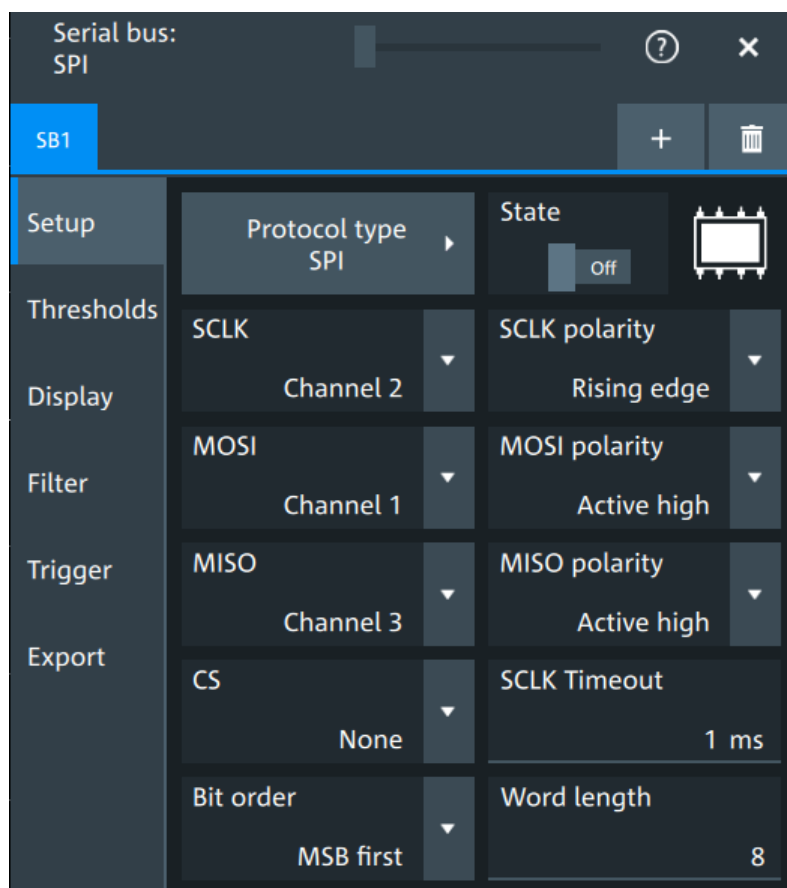 Serial bus:
SPI
?
SB1
+
Setup
Thresholds
Display
Filter
Trigger
Export
Protocol type
SPI
State
Off
SCLK
Channel 2
SCLK polarity
Rising edge
MOSI
Channel 1
MOSI polarity
Active high
MISO
Channel 3
MISO polarity
Active high
CS
None
SCLK Timeout
1 ms
Bit order
MSB first
Word length
8